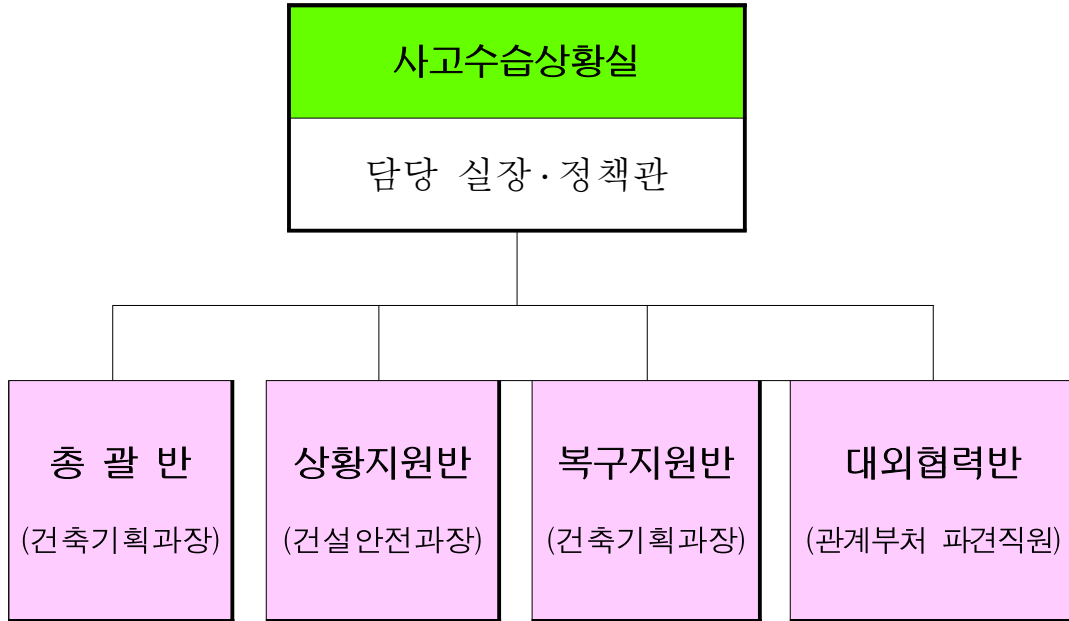 사고수습상황실
담당 실장·정책관
총 괄 반
(건축기획과장)
상황지원반
(건설안전과장)
복구지원반
(건축기획과장)
대외협력반
(관계부처 파견직원)